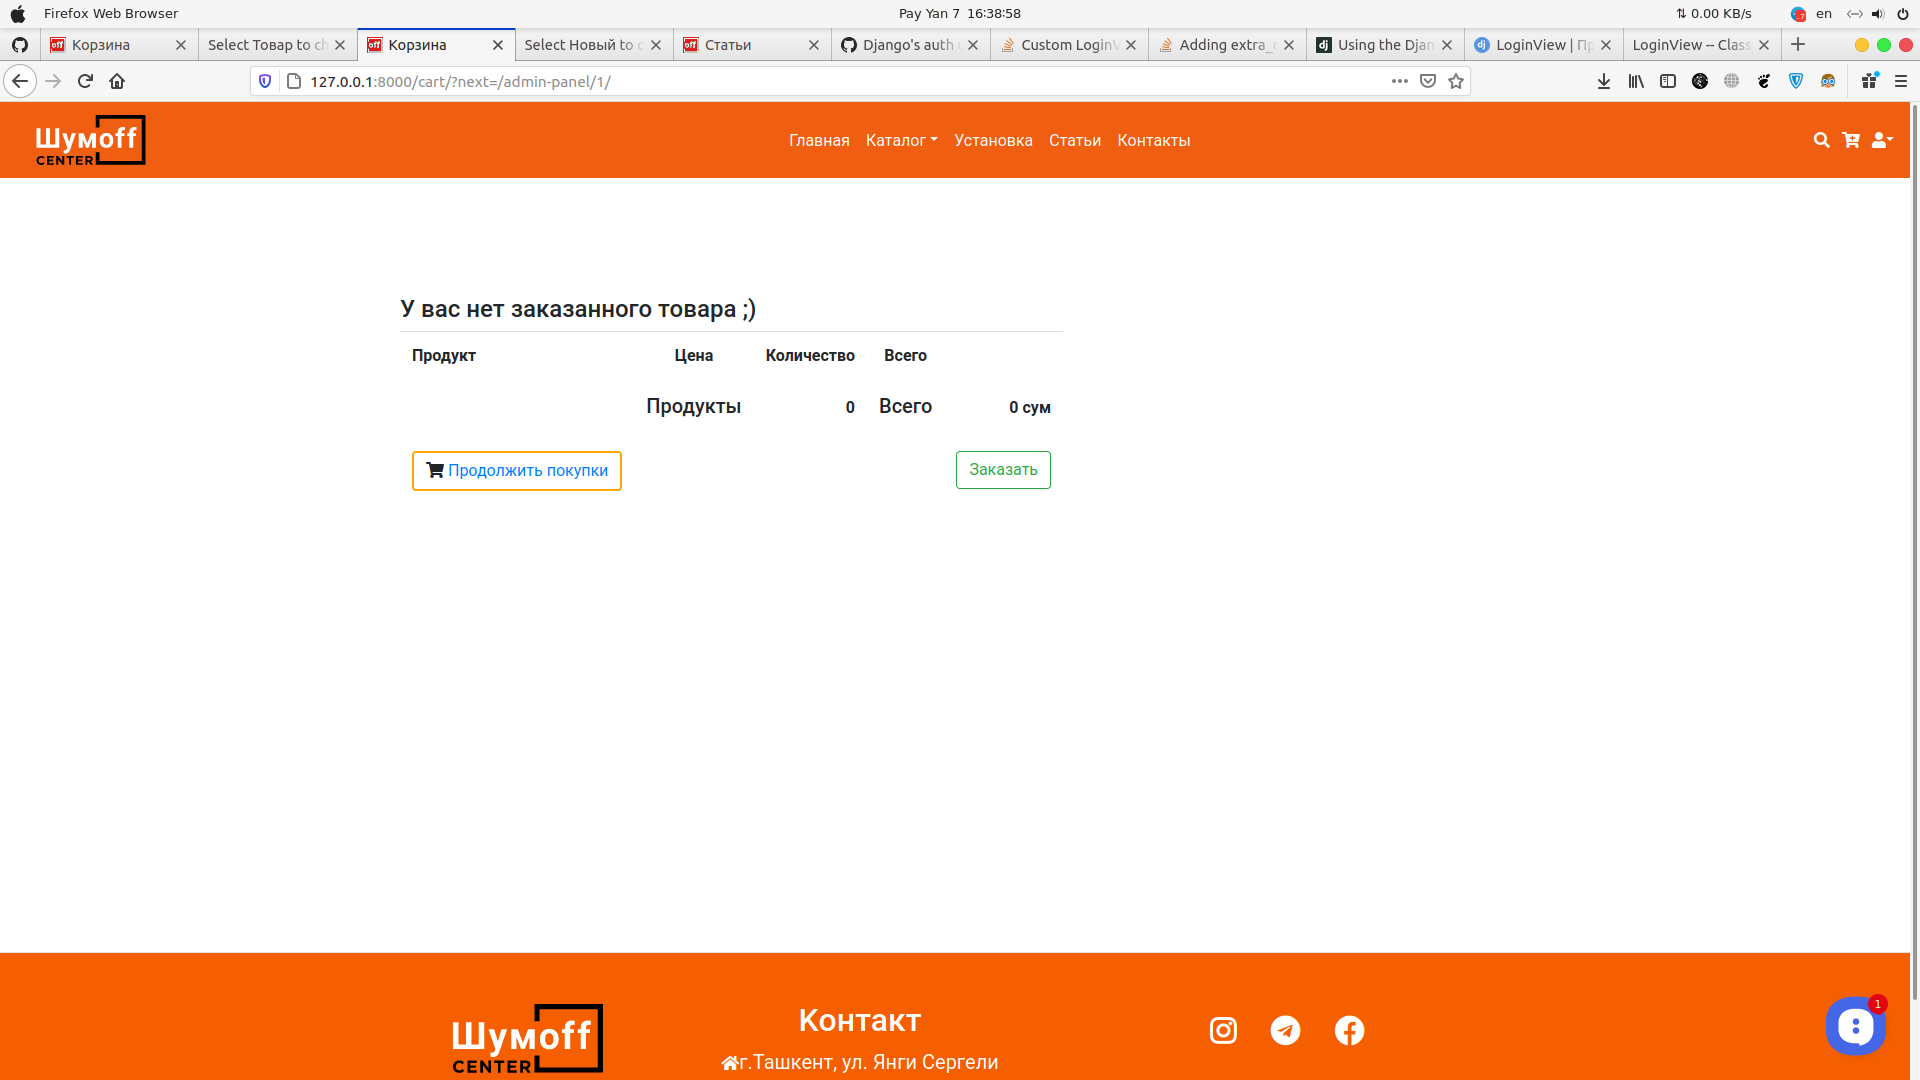 Firefox Web Browser
Pay Yan 7 16:38:58
0.00 KB/s
en
Корзина
Select Товар to ch
Корзина
Select Новый to c
Статьи
Django's auth
Custom Login
Adding extra_
Using the Djan
LoginView | Пр
LoginView -- Class
127.0.0.1:8000/cart/?next=/admin-panel/1/
Шумoff
CENTER
Главная
Каталог
Установка
Статьи
Контакты
У вас нет заказанного товара ;)
Продукт Цена Количество Всего
Продукты 0 Всего 0 сум
Продолжить покупки
Заказать
Шумoff
CENTER
Контакт
г.Ташкент, ул. Янги Сергели
1